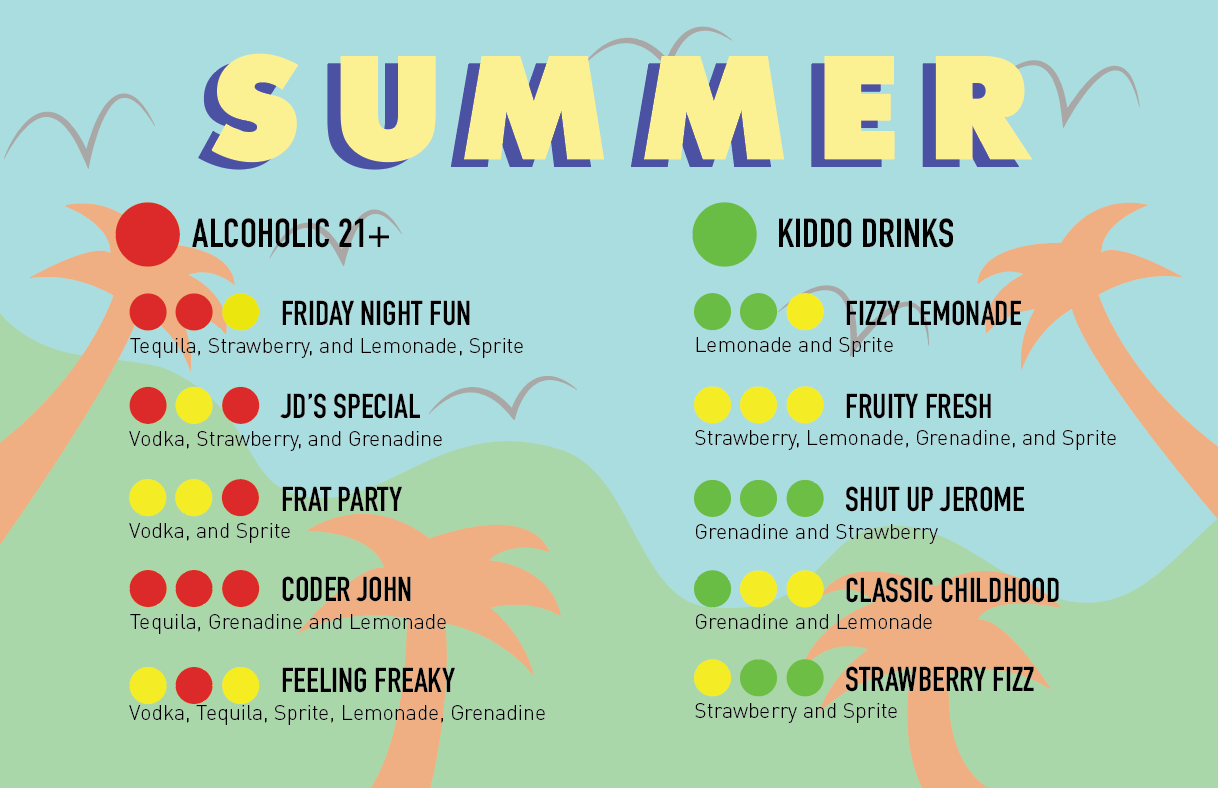 SUMMER
ALCOHOLIC 21+
FRIDAY NIGHT FUN
Tequila, Strawberry, and Lemonade, Sprite
JD'S SPECIAL
Vodka, Strawberry, and Grenadine
FRAT PARTY
Vodka, and Sprite
CODER JOHN
Tequila, Grenadine and Lemonade
FEELING FREAKY
Vodka, Tequila, Sprite, Lemonade, Grenadine
KIDDO DRINKS
FIZZY LEMONADE
Lemonade and Sprite
FRUITY FRESH
Strawberry, Lemonade, Grenadine, and Sprite
SHUT UP JEROME
Grenadine and Strawberry
CLASSIC CHILDHOOD
Grenadine and Lemonade
STRAWBERRY FIZZ
Strawberry and Sprite